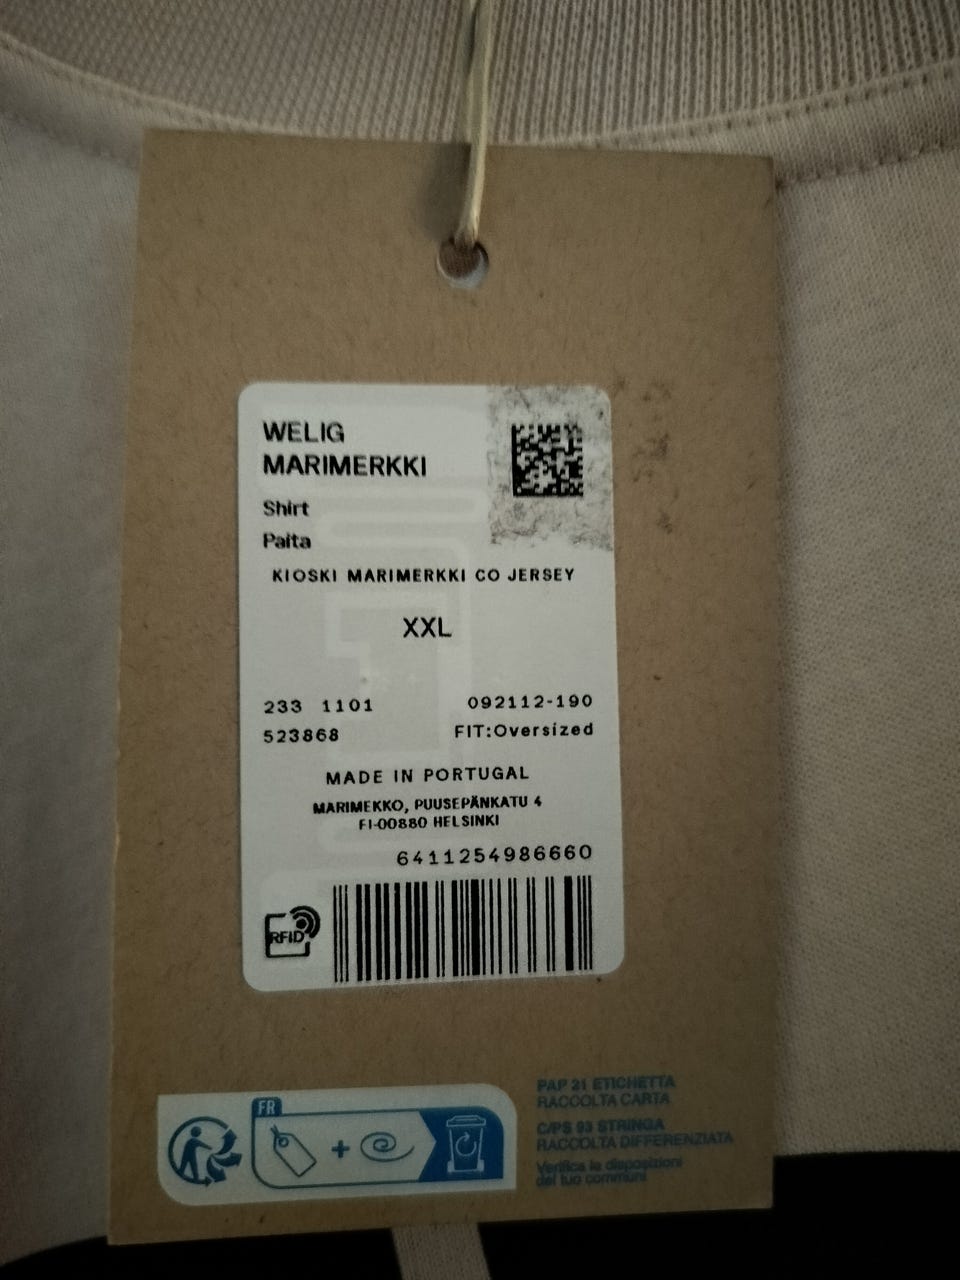 WELIG
MARIMERKKI
Shirt
Paita
KIOSKI MARIMERKKI CO JERSEY
XXL
233 1101 092112-190
523868 FIT:Oversized
MADE IN PORTUGAL
MARIMEKKO, PUUSEPÄNKATU 4
FI-00880 HELSINKI
6411254986660
RFID
FR
+
PAP 21 ETICHETTA
RACCOLTA CARTA
C/PS 93 STRINGA
RACCOLTA DIFFERENZIATA
Verifica le disposizioni
del tuo communi